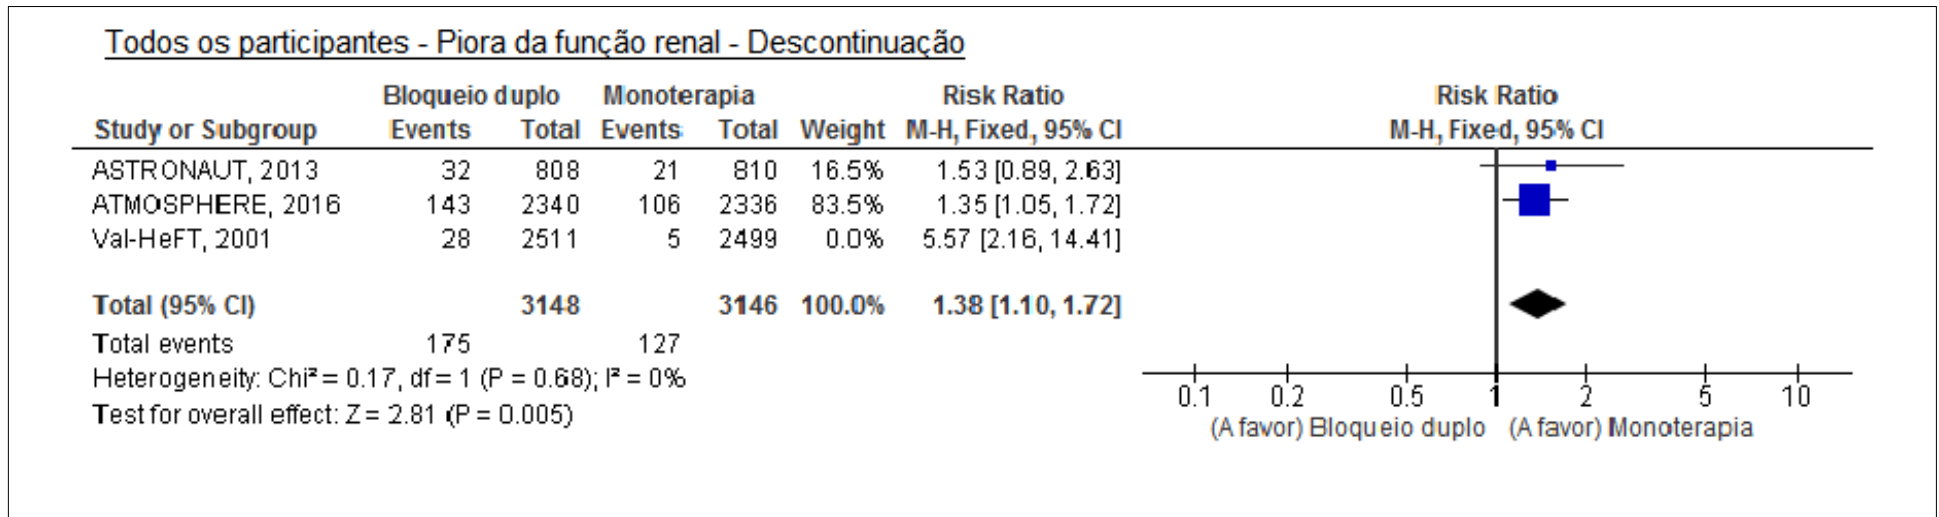 Todos os participantes - Piora da função renal - Descontinuação
Bloqueio duplo Monoterapia Risk Ratio Risk Ratio
Study or Subgroup Events Total Events Total Weight M-H, Fixed, 95% CI M-H, Fixed, 95% CI
ASTRONAUT, 2013 32 808 21 810 16.5% 1.53 [0.89, 2.63]
ATMOSPHERE, 2016 143 2340 106 2336 83.5% 1.35 [1.05, 1.72]
Val-HeFT, 2001 28 2511 5 2499 0.0% 5.57 [2.16, 14.41]
Total (95% CI) 3148 3146 100.0% 1.38 [1.10, 1.72]
Total events 175 127
Heterogeneity: Chi² = 0.17, df = 1 (P = 0.68); I² = 0%
Test for overall effect: Z = 2.81 (P = 0.005)
0.1 0.2 0.5 1 2 5 10
(A favor) Bloqueio duplo (A favor) Monoterapia